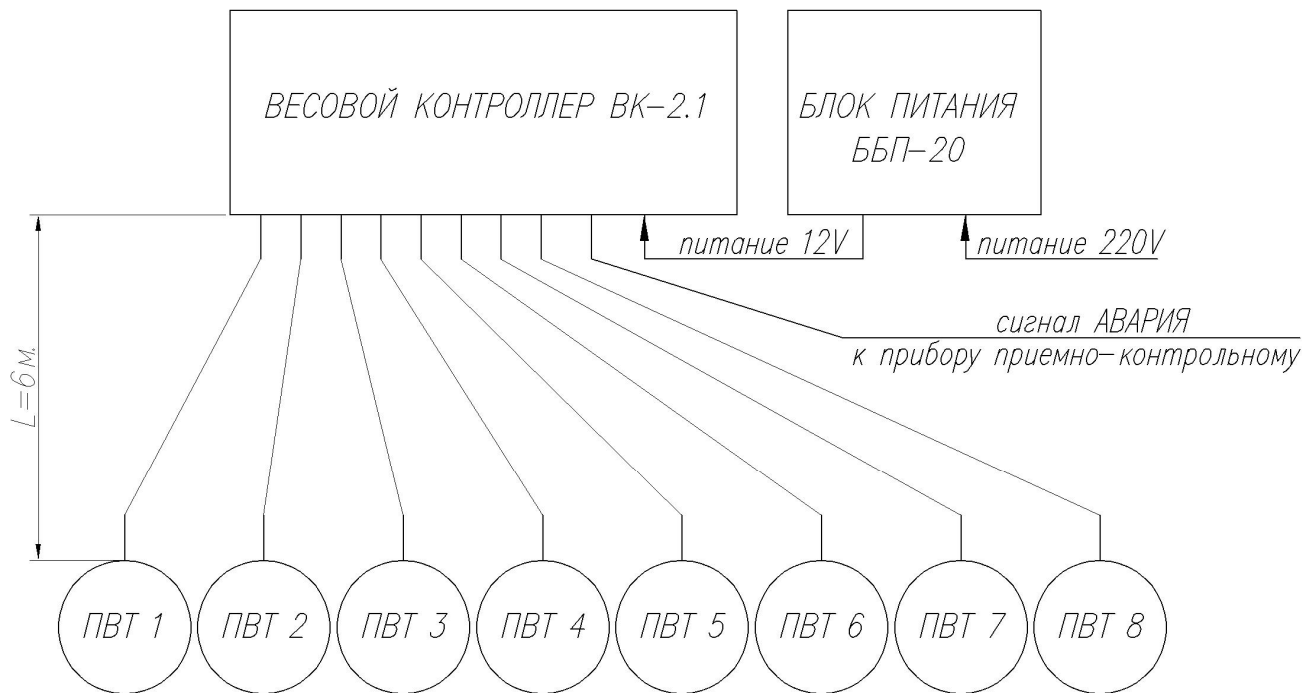 ВЕСОВОЙ КОНТРОЛЛЕР ВК-2.1
БЛОК ПИТАНИЯ
ББП-20
питание 12V
питание 220V
сигнал АВАРИЯ
к прибору приемно-контрольному
L=6м.
ПВТ 1
ПВТ 2
ПВТ 3
ПВТ 4
ПВТ 5
ПВТ 6
ПВТ 7
ПВТ 8